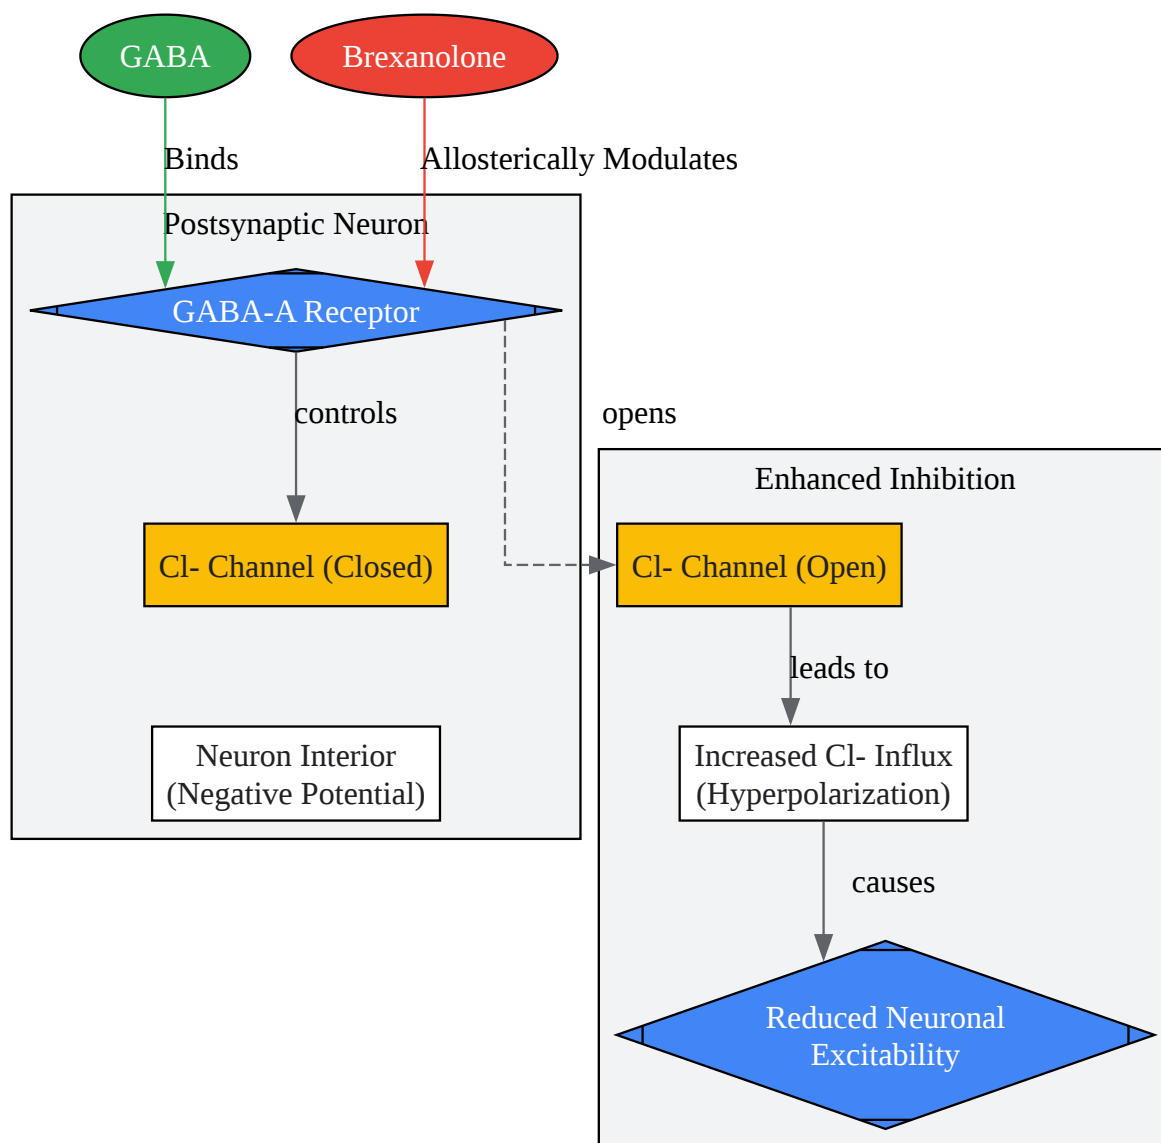 GABA
Brexanolone
Binds
Allosterically Modulates
Postsynaptic Neuron
GABA-A Receptor
controls
opens
Enhanced Inhibition
Cl- Channel (Closed)
Cl- Channel (Open)
leads to
Neuron Interior
(Negative Potential)
Increased Cl- Influx
(Hyperpolarization)
causes
Reduced Neuronal
Excitability